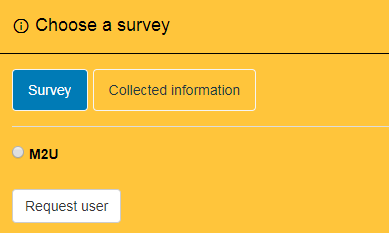 Choose a survey
Survey Collected information
M2U
Request user